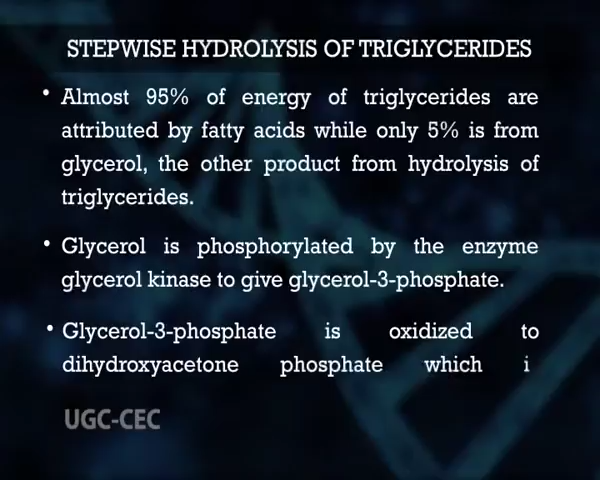 STEPWISE HYDROLYSIS OF TRIGLYCERIDES
• Almost 95% of energy of triglycerides are
attributed by fatty acids while only 5% is from
glycerol, the other product from hydrolysis of
triglycerides.
• Glycerol is phosphorylated by the enzyme
glycerol kinase to give glycerol-3-phosphate.
• Glycerol-3-phosphate is oxidized to
dihydroxyacetone phosphate which i
UGC-CEC